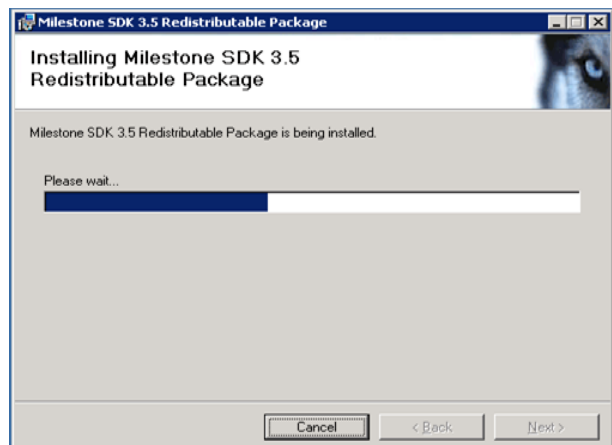 Milestone SDK 3.5 Redistributable Package
Installing Milestone SDK 3.5
Redistributable Package
Milestone SDK 3.5 Redistributable Package is being installed.
Please wait...
Cancel
< Back
Next >